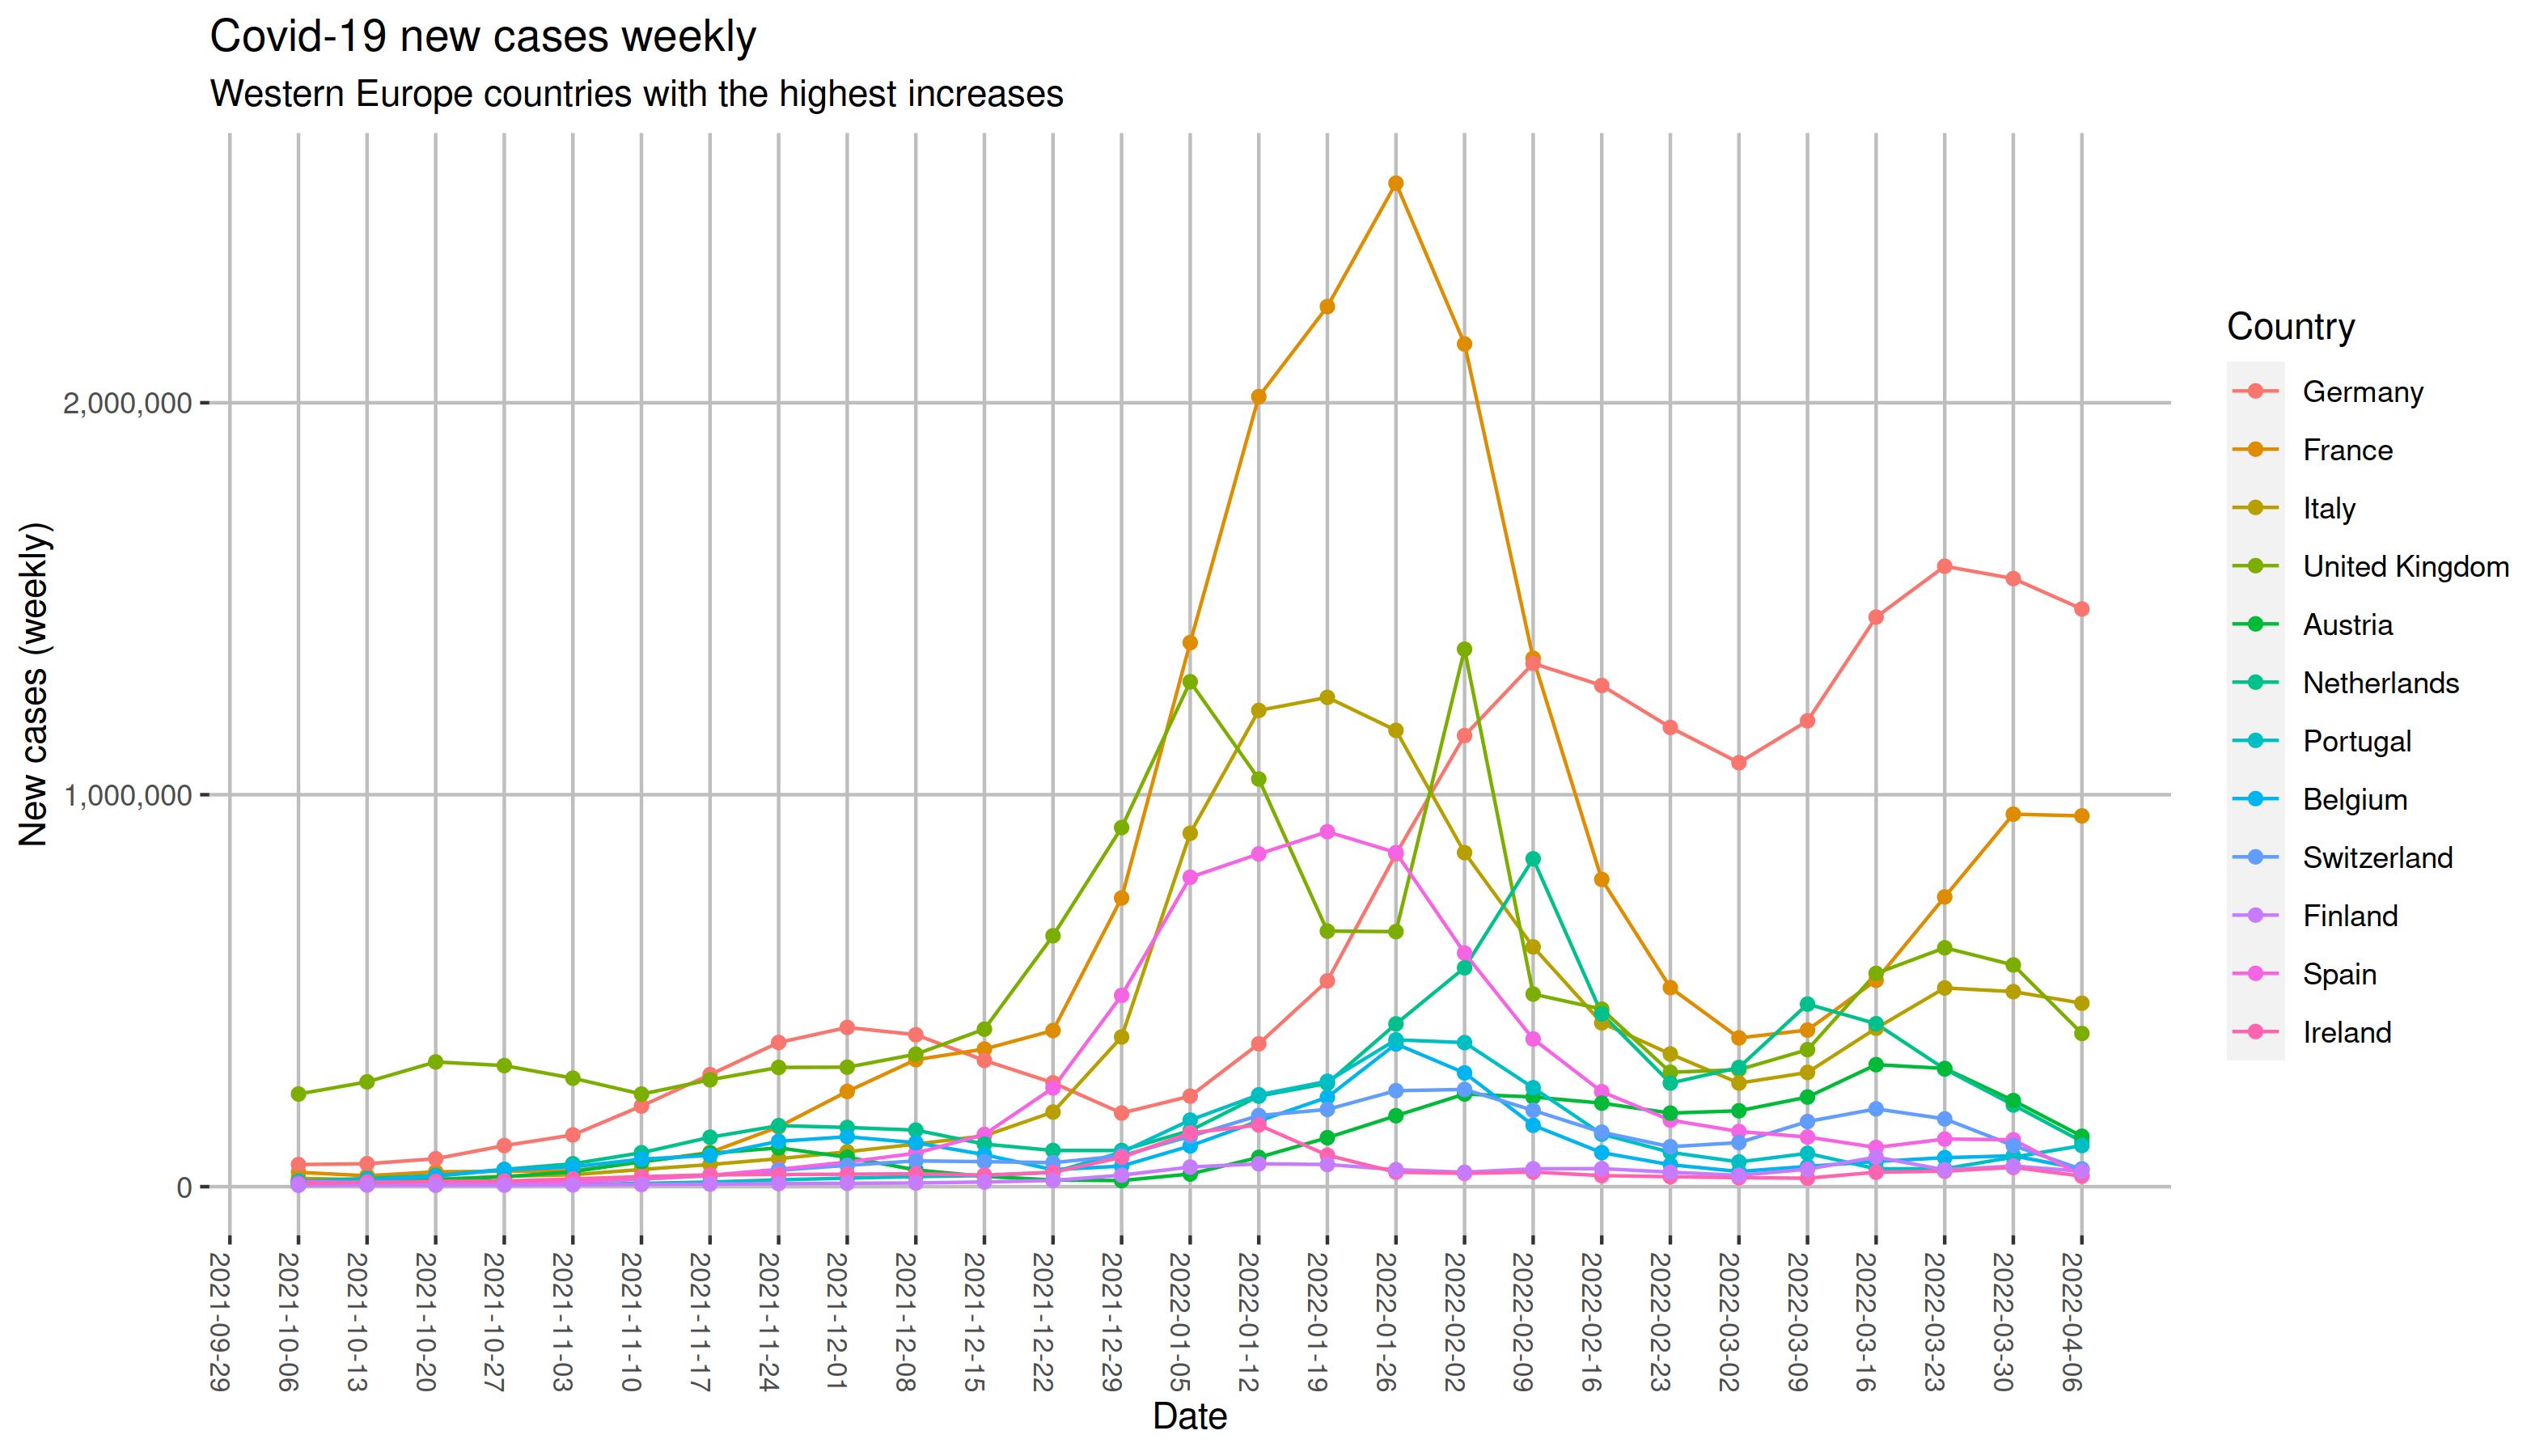 Covid-19 new cases weekly
Western Europe countries with the highest increases
New cases (weekly)
2,000,000
1,000,000
0
2021-09-29
2021-10-06
2021-10-13
2021-10-20
2021-10-27
2021-11-03
2021-11-10
2021-11-17
2021-11-24
2021-12-01
2021-12-08
2021-12-15
2021-12-22
2021-12-29
2022-01-05
2022-01-12
2022-01-19
2022-01-26
2022-02-02
2022-02-09
2022-02-16
2022-02-23
2022-03-02
2022-03-09
2022-03-16
2022-03-23
2022-03-30
2022-04-06
Date
Country
Germany
France
Italy
United Kingdom
Austria
Netherlands
Portugal
Belgium
Switzerland
Finland
Spain
Ireland